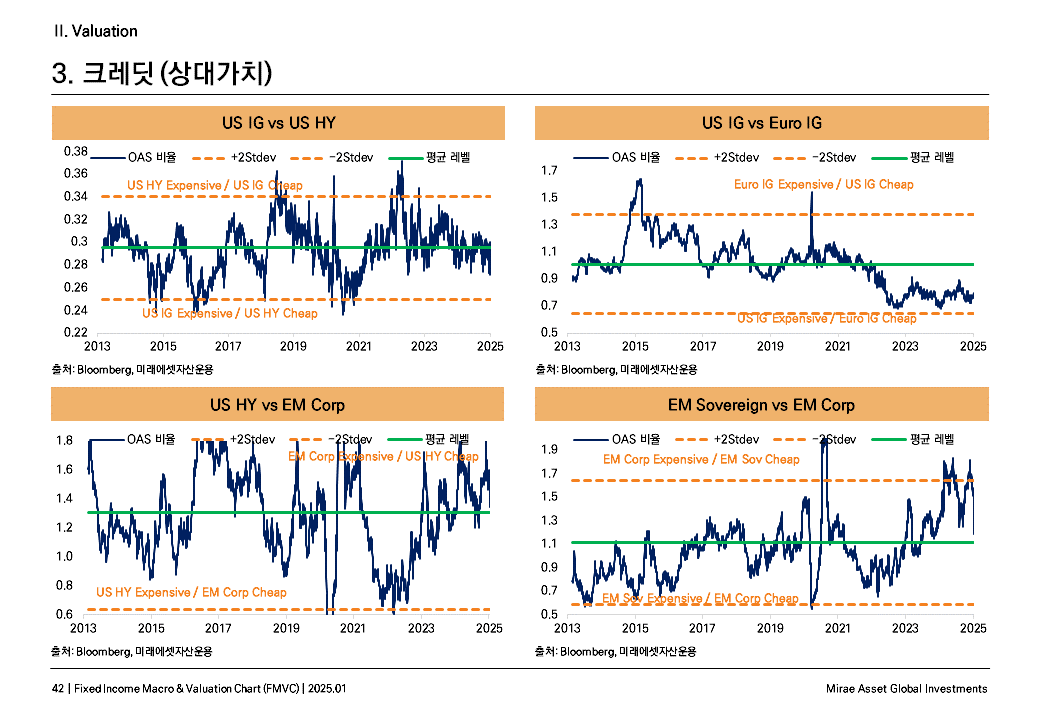 II. Valuation
3. 크레딧 (상대가치)
US IG vs US HY
OAS 비율 +2Stdev -2Stdev 평균 레벨
0.38
0.36
0.34
0.32
0.3
0.28
0.26
0.24
0.22
US HY Expensive / US IG Cheap
US IG Expensive / US HY Cheap
2013 2015 2017 2019 2021 2023 2025
출처: Bloomberg, 미래에셋자산운용
US IG vs Euro IG
OAS 비율 +2Stdev -2Stdev 평균 레벨
1.7
1.5
1.3
1.1
0.9
0.7
0.5
Euro IG Expensive / US IG Cheap
US IG Expensive / Euro IG Cheap
2013 2015 2017 2019 2021 2023 2025
출처: Bloomberg, 미래에셋자산운용
US HY vs EM Corp
OAS 비율 +2Stdev -2Stdev 평균 레벨
1.8
1.6
1.4
1.2
1.0
0.8
0.6
EM Corp Expensive / US HY Cheap
US HY Expensive / EM Corp Cheap
2013 2015 2017 2019 2021 2023 2025
출처: Bloomberg, 미래에셋자산운용
EM Sovereign vs EM Corp
OAS 비율 +2Stdev -2Stdev 평균 레벨
1.9
1.7
1.5
1.3
1.1
0.9
0.7
0.5
EM Corp Expensive / EM Sov Cheap
EM Sov Expensive / EM Corp Cheap
2013 2015 2017 2019 2021 2023 2025
출처: Bloomberg, 미래에셋자산운용
42 | Fixed Income Macro & Valuation Chart (FMVC) | 2025.01
Mirae Asset Global Investments